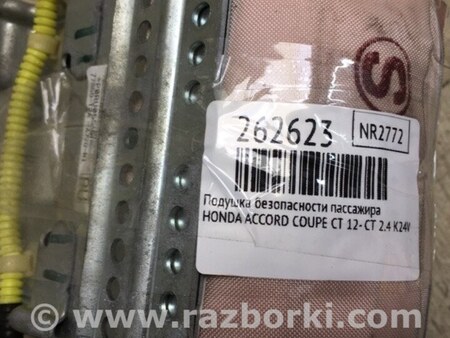 S
262623
NR2772
Подушка безопасности пассажира
HONDA ACCORD COUPE CT 12- CT 2.4 K24V
www.razborki.com